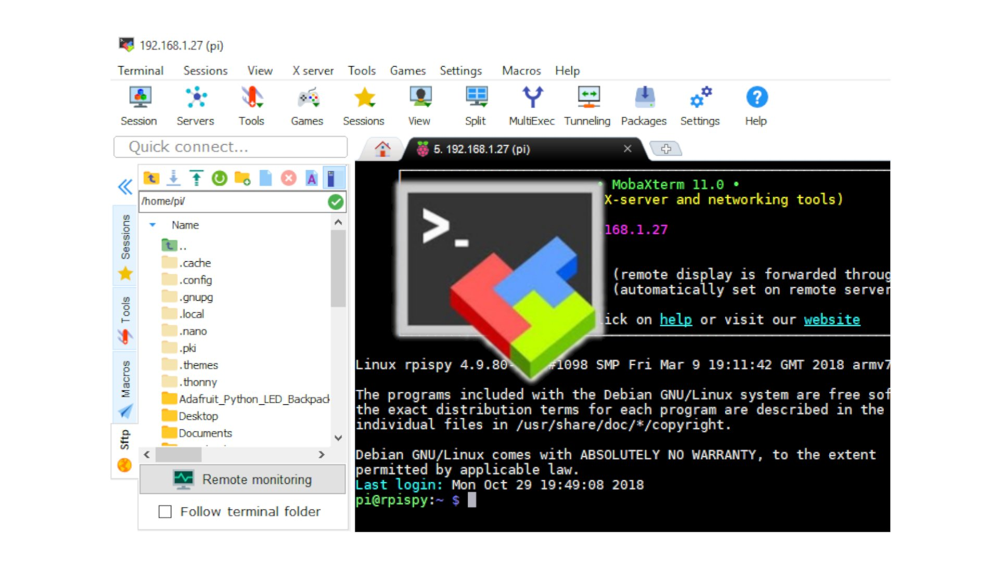 192.168.1.27 (pi)
Terminal Sessions View X server Tools Games Settings Macros Help
Session Servers Tools Games Sessions View Split MultiExec Tunneling Packages Settings Help
Quick connect...
5. 192.168.1.27 (pi)
/home/pi/
Name
..
.cache
.config
.gnupg
.local
.nano
.pki
.themes
.thonny
Adafruit_Python_LED_Backpack
Desktop
Documents
Sessions
Tools
Macros
Sftp
Remote monitoring
Follow terminal folder
• MobaXterm 11.0 •
X-server and networking tools)
168.1.27
>_
(remote display is forwarded throug
(automatically set on remote server
ick on help or visit our website
Linux rpispy 4.9.80- #1098 SMP Fri Mar 9 19:11:42 GMT 2018 armv7
The programs included with the Debian GNU/Linux system are free sof
the exact distribution terms for each program are described in the
individual files in /usr/share/doc/*/copyright.
Debian GNU/Linux comes with ABSOLUTELY NO WARRANTY, to the extent
permitted by applicable law.
Last login: Mon Oct 29 19:49:08 2018
pi@rpispy:~ $